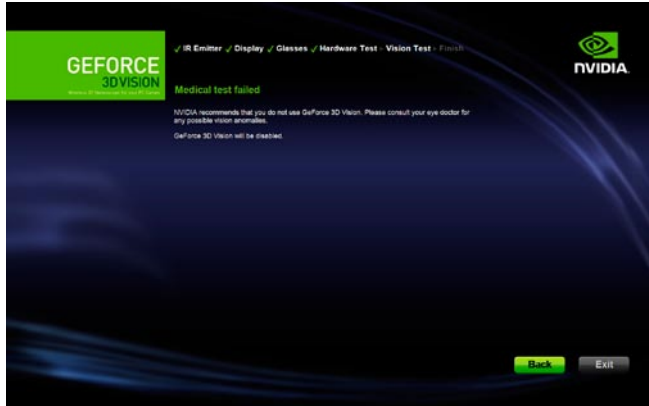 ✓ IR Emitter ✓ Display ✓ Glasses ✓ Hardware Test › Vision Test › Finish
GEFORCE
3D VISION
NVIDIA.
Medical test failed
NVIDIA recommends that you do not use GeForce 3D Vision. Please consult your eye doctor for
any possible vision anomalies.
GeForce 3D Vision will be disabled.
Back
Exit